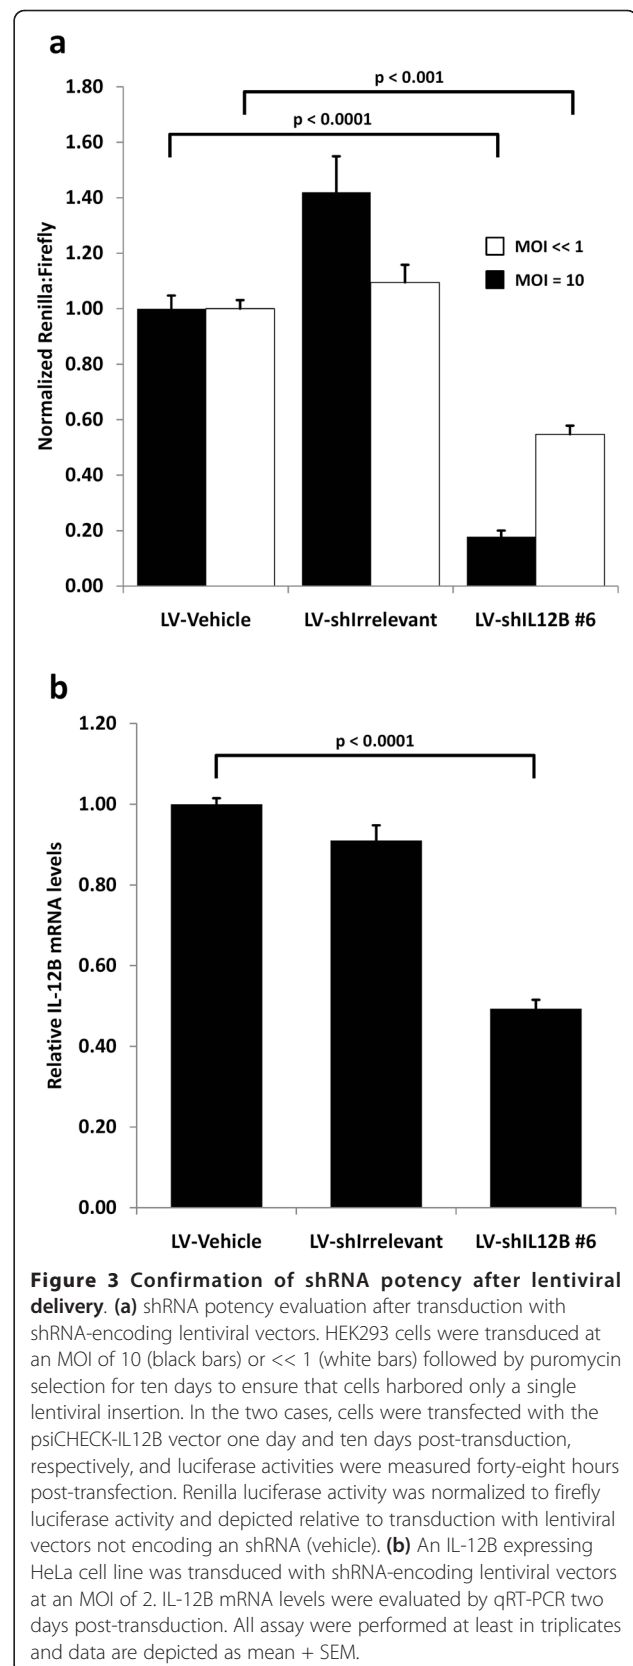 a
p < 0.001
p < 0.0001
1.80
1.60
1.40
1.20
1.00
0.80
0.60
0.40
0.20
0.00
Normalized Renilla:Firefly
MOI << 1
MOI = 10
LV-Vehicle LV-shIrrelevant LV-shIL12B #6
b
p < 0.0001
1.20
1.00
0.80
0.60
0.40
0.20
0.00
Relative IL-12B mRNA levels
LV-Vehicle LV-shIrrelevant LV-shIL12B #6
Figure 3 Confirmation of shRNA potency after lentiviral
delivery. (a) shRNA potency evaluation after transduction with
shRNA-encoding lentiviral vectors. HEK293 cells were transduced at
an MOI of 10 (black bars) or << 1 (white bars) followed by puromycin
selection for ten days to ensure that cells harbored only a single
lentiviral insertion. In the two cases, cells were transfected with the
psiCHECK-IL12B vector one day and ten days post-transduction,
respectively, and luciferase activities were measured forty-eight hours
post-transfection. Renilla luciferase activity was normalized to firefly
luciferase activity and depicted relative to transduction with lentiviral
vectors not encoding an shRNA (vehicle). (b) An IL-12B expressing
HeLa cell line was transduced with shRNA-encoding lentiviral vectors
at an MOI of 2. IL-12B mRNA levels were evaluated by qRT-PCR two
days post-transduction. All assay were performed at least in triplicates
and data are depicted as mean + SEM.